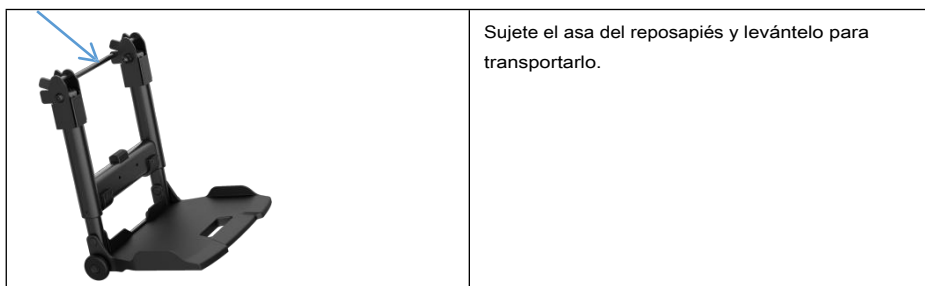 Sujete el asa del reposapiés y levántelo para
transportarlo.